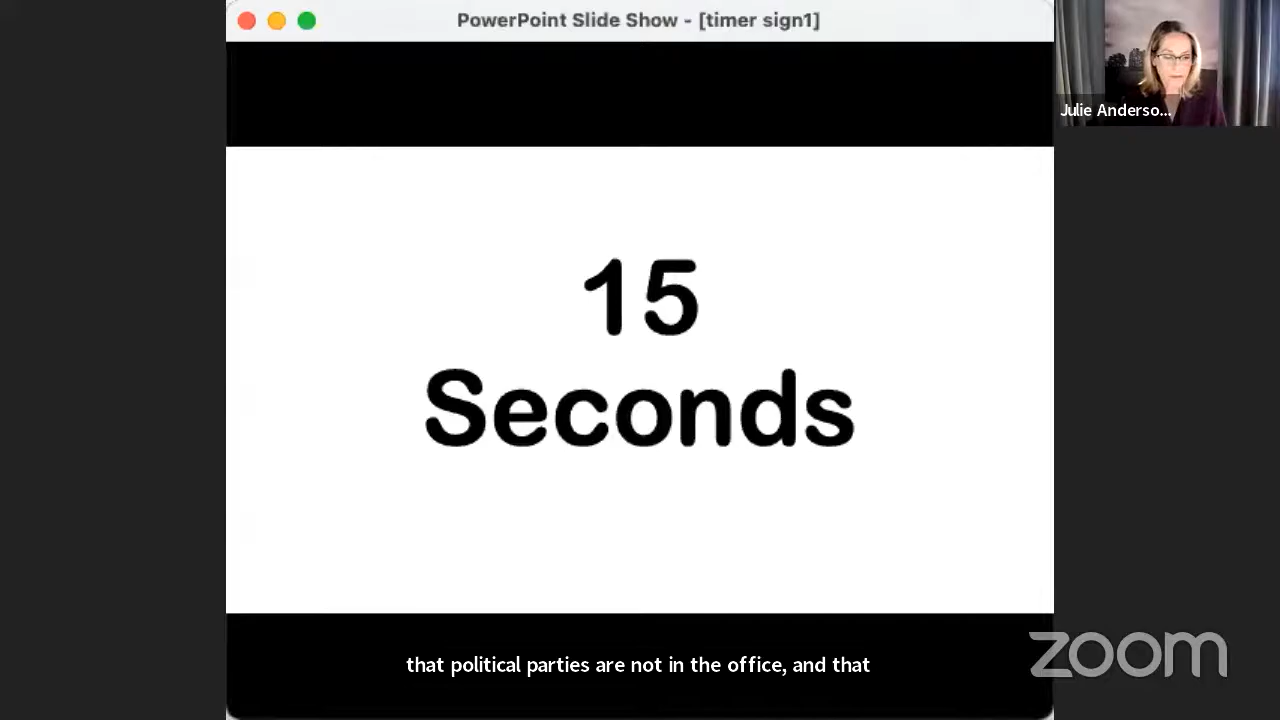 PowerPoint Slide Show - [timer sign1]
Julie Anderso...
15
Seconds
that political parties are not in the office, and that
zoom